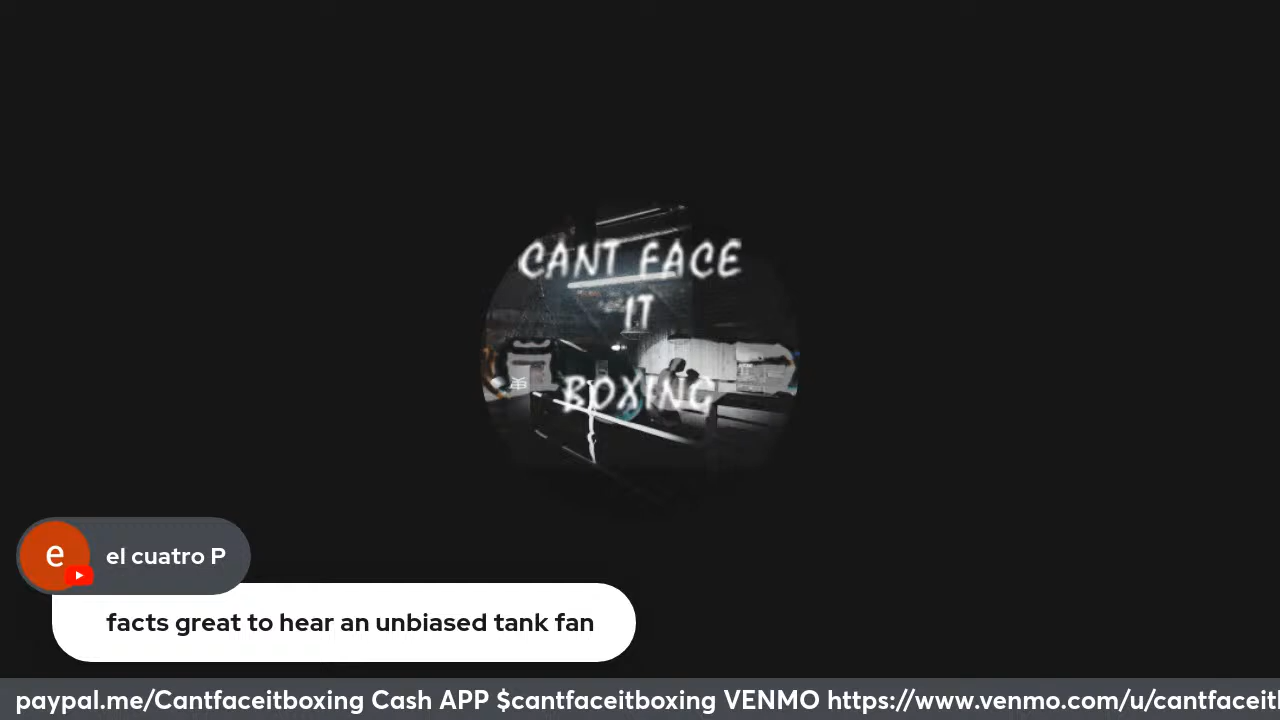 CANT FACE
IT
BOXING
e
el cuatro P
facts great to hear an unbiased tank fan
paypal.me/Cantfaceitboxing Cash APP $cantfaceitboxing VENMO https://www.venmo.com/u/cantfaceit